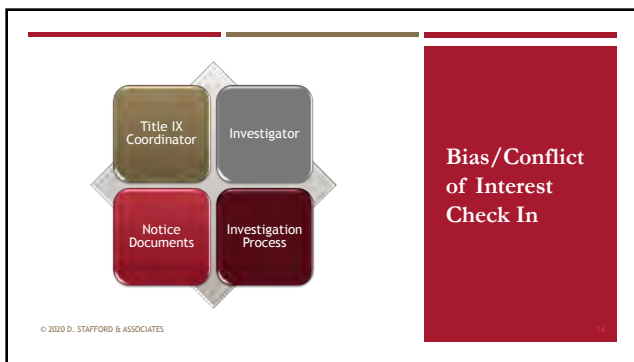 Title IX
Coordinator
Investigator
Notice
Documents
Investigation
Process
Bias/Conflict
of Interest
Check In
© 2020 D. STAFFORD & ASSOCIATES
14